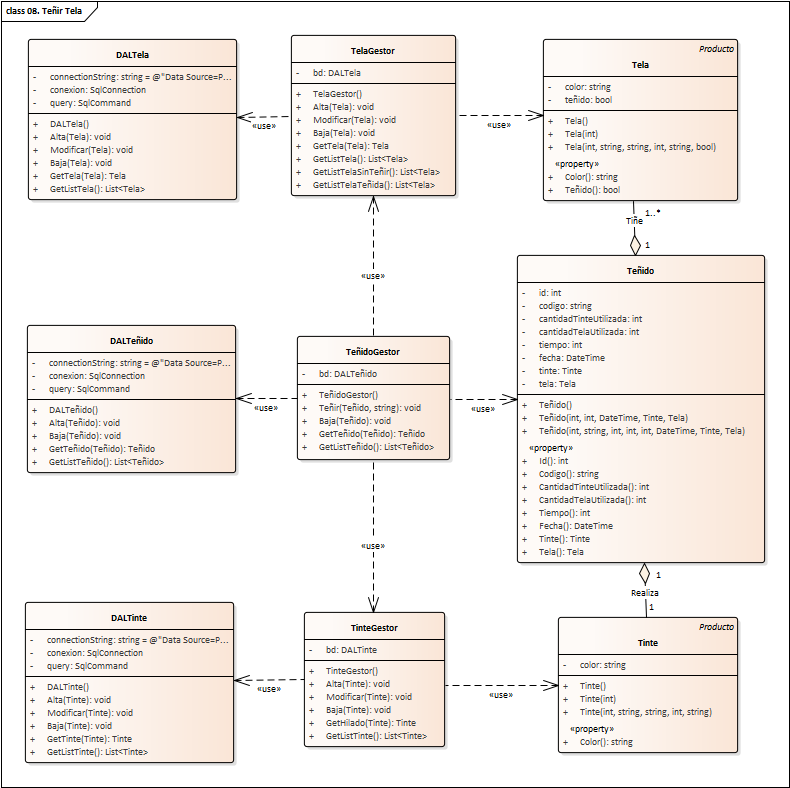 class 08. Teñir Tela
DALTela
- connectionString: string = @"Data Source=P...
- conexion: SqlConnection
- query: SqlCommand
+ DALTela()
+ Alta(Tela): void
+ Modificar(Tela): void
+ Baja(Tela): void
+ GetTela(Tela): Tela
+ GetListTela(): List<Tela>
«use»
TelaGestor
- bd: DALTela
+ TelaGestor()
+ Alta(Tela): void
+ Modificar(Tela): void
+ Baja(Tela): void
+ GetTela(Tela): Tela
+ GetListTela(): List<Tela>
+ GetListTelaSinTeñir(): List<Tela>
+ GetListTelaTeñida(): List<Tela>
«use»
Producto
Tela
- color: string
- teñido: bool
+ Tela()
+ Tela(int)
+ Tela(int, string, string, int, string, bool)
«property»
+ Color(): string
+ Teñido(): bool
1..*
Tiñe
1
«use»
DALTeñido
- connectionString: string = @"Data Source=P...
- conexion: SqlConnection
- query: SqlCommand
+ DALTeñido()
+ Alta(Teñido): void
+ Baja(Teñido): void
+ GetTeñido(Teñido): Teñido
+ GetListTeñido(): List<Teñido>
«use»
TeñidoGestor
- bd: DALTeñido
+ TeñidoGestor()
+ Teñir(Teñido, string): void
+ Baja(Teñido): void
+ GetTeñido(Teñido): Teñido
+ GetListTeñido(): List<Teñido>
«use»
Teñido
- id: int
- codigo: string
- cantidadTinteUtilizada: int
- cantidadTelaUtilizada: int
- tiempo: int
- fecha: DateTime
- tinte: Tinte
- tela: Tela
+ Teñido()
+ Teñido(int, int, DateTime, Tinte, Tela)
+ Teñido(int, string, int, int, int, DateTime, Tinte, Tela)
«property»
+ Id(): int
+ Codigo(): string
+ CantidadTinteUtilizada(): int
+ CantidadTelaUtilizada(): int
+ Tiempo(): int
+ Fecha(): DateTime
+ Tinte(): Tinte
+ Tela(): Tela
«use»
1
Realiza
1
DALTinte
- connectionString: string = @"Data Source=P...
- conexion: SqlConnection
- query: SqlCommand
+ DALTinte()
+ Alta(Tinte): void
+ Modificar(Tinte): void
+ Baja(Tinte): void
+ GetTinte(Tinte): Tinte
+ GetListTinte(): List<Tinte>
«use»
TinteGestor
- bd: DALTinte
+ TinteGestor()
+ Alta(Tinte): void
+ Modificar(Tinte): void
+ Baja(Tinte): void
+ GetHilado(Tinte): Tinte
+ GetListTinte(): List<Tinte>
«use»
Producto
Tinte
- color: string
+ Tinte()
+ Tinte(int)
+ Tinte(int, string, string, int, string)
«property»
+ Color(): string